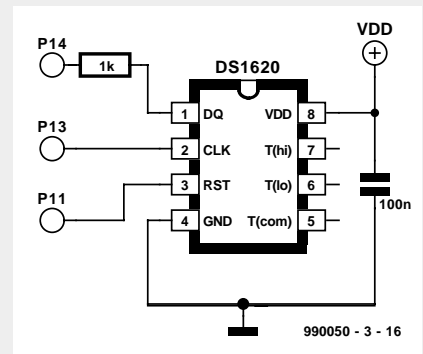 P14
VDD
1k
DS1620
1 DQ VDD 8
P13
2 CLK T(hi) 7
P11
3 RST T(lo) 6
100n
4 GND T(com) 5
990050 - 3 - 16